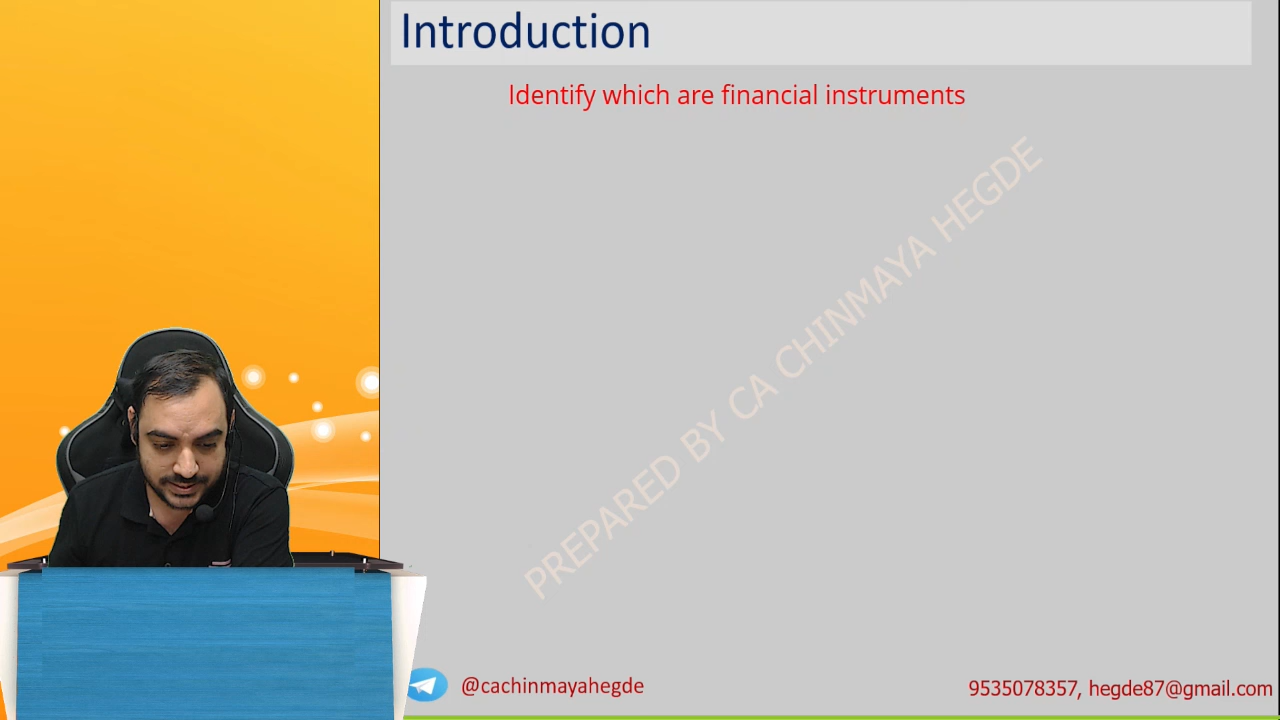 Introduction
Identify which are financial instruments
PREPARED BY CA CHINMAYA HEGDE
@cachinmayahegde
9535078357, hegde87@gmail.com